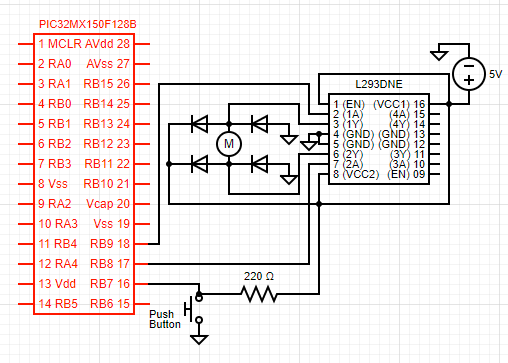 PIC32MX150F128B
1 MCLR AVdd 28
2 RA0 AVss 27
3 RA1 RB15 26
4 RB0 RB14 25
5 RB1 RB13 24
6 RB2 RB12 23
7 RB3 RB11 22
8 Vss RB10 21
9 RA2 Vcap 20
10 RA3 Vss 19
11 RB4 RB9 18
12 RA4 RB8 17
13 Vdd RB7 16
14 RB5 RB6 15
M
L293DNE
1 (EN) (VCC1) 16
2 (1A) (4A) 15
3 (1Y) (4Y) 14
4 (GND) (GND) 13
5 (GND) (GND) 12
6 (2Y) (3Y) 11
7 (2A) (3A) 10
8 (VCC2) (EN) 09
5V
220 Ω
Push
Button